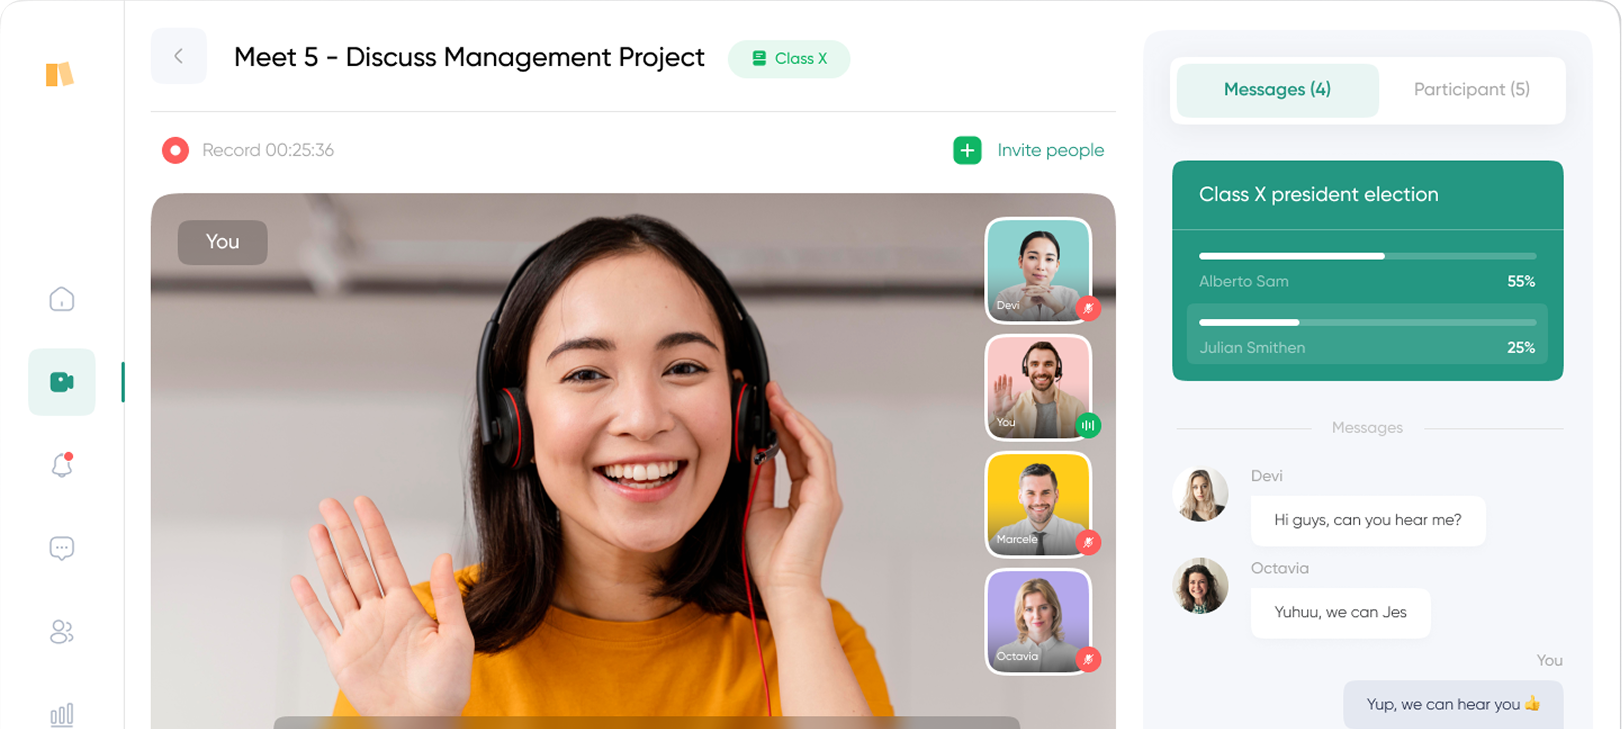 Meet 5 - Discuss Management Project
Class X
Record 00:25:36
Invite people
You
Devi
You
Marcele
Octavia
Messages (4)
Participant (5)
Class X president election
Alberto Sam
55%
Julian Smithen
25%
Messages
Devi
Hi guys, can you hear me?
Octavia
Yuhuu, we can Jes
You
Yup, we can hear you 👍